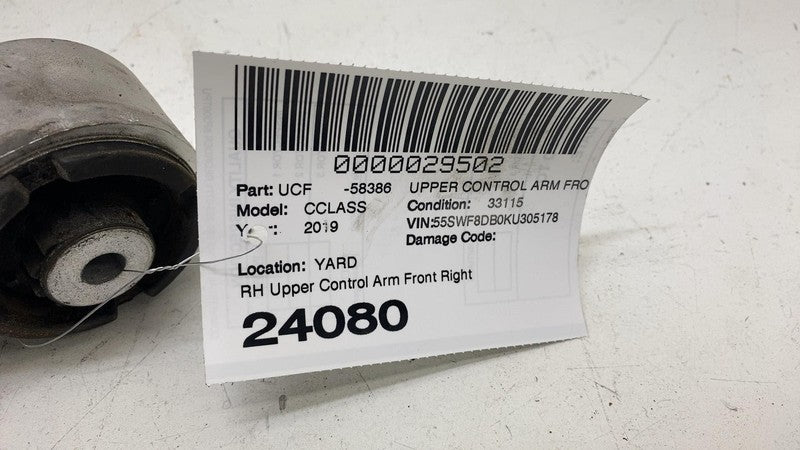 0000029502
Part: UCF -58386 UPPER CONTROL ARM FRO
Model: CCLASS Condition: 33115
Year: 2019 VIN:55SWF8DB0KU305178
Damage Code:
Location: YARD
RH Upper Control Arm Front Right
24080